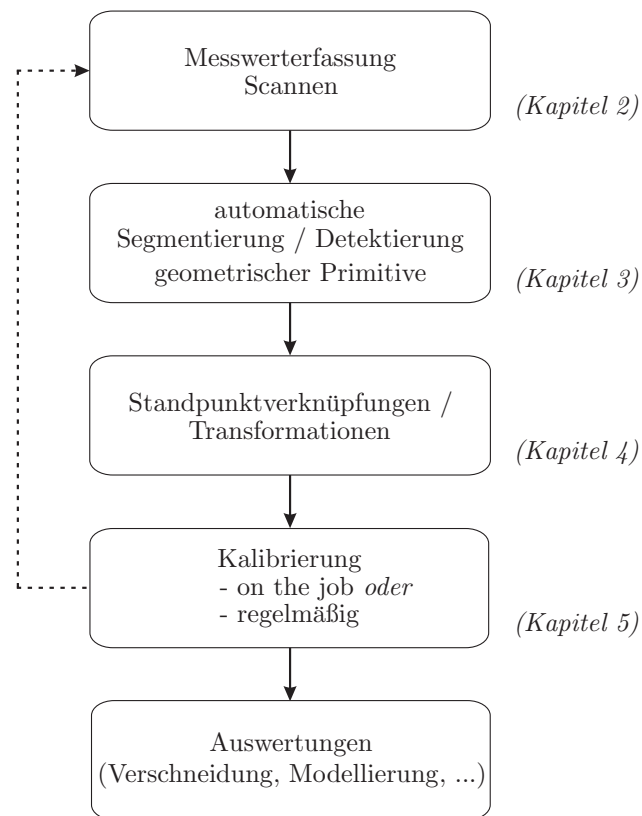 Messwerterfassung
Scannen
(Kapitel 2)
automatische
Segmentierung / Detektierung
geometrischer Primitive
(Kapitel 3)
Standpunktverknüpfungen /
Transformationen
(Kapitel 4)
Kalibrierung
- on the job oder
- regelmäßig
(Kapitel 5)
Auswertungen
(Verschneidung, Modellierung, ...)